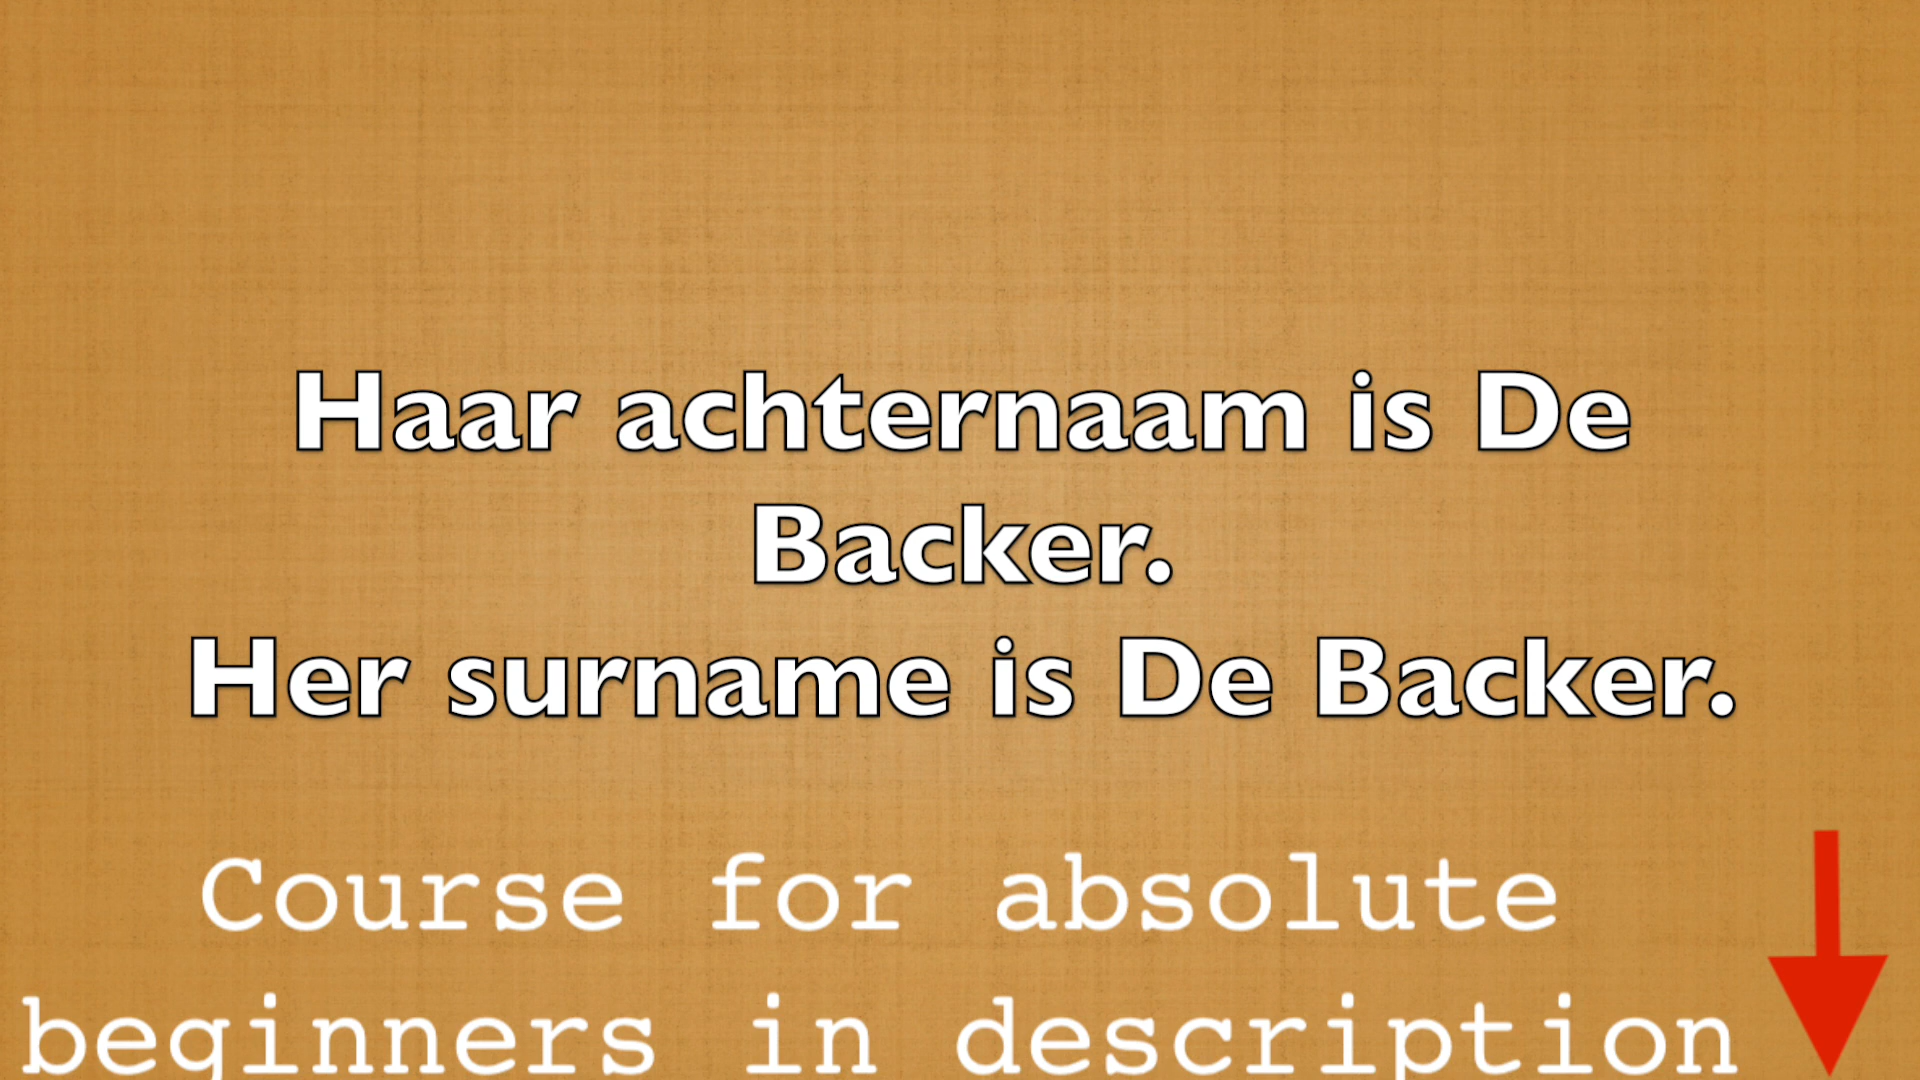 Haar achternaam is De
Backer.
Her surname is De Backer.
Course for absolute
beginners in description